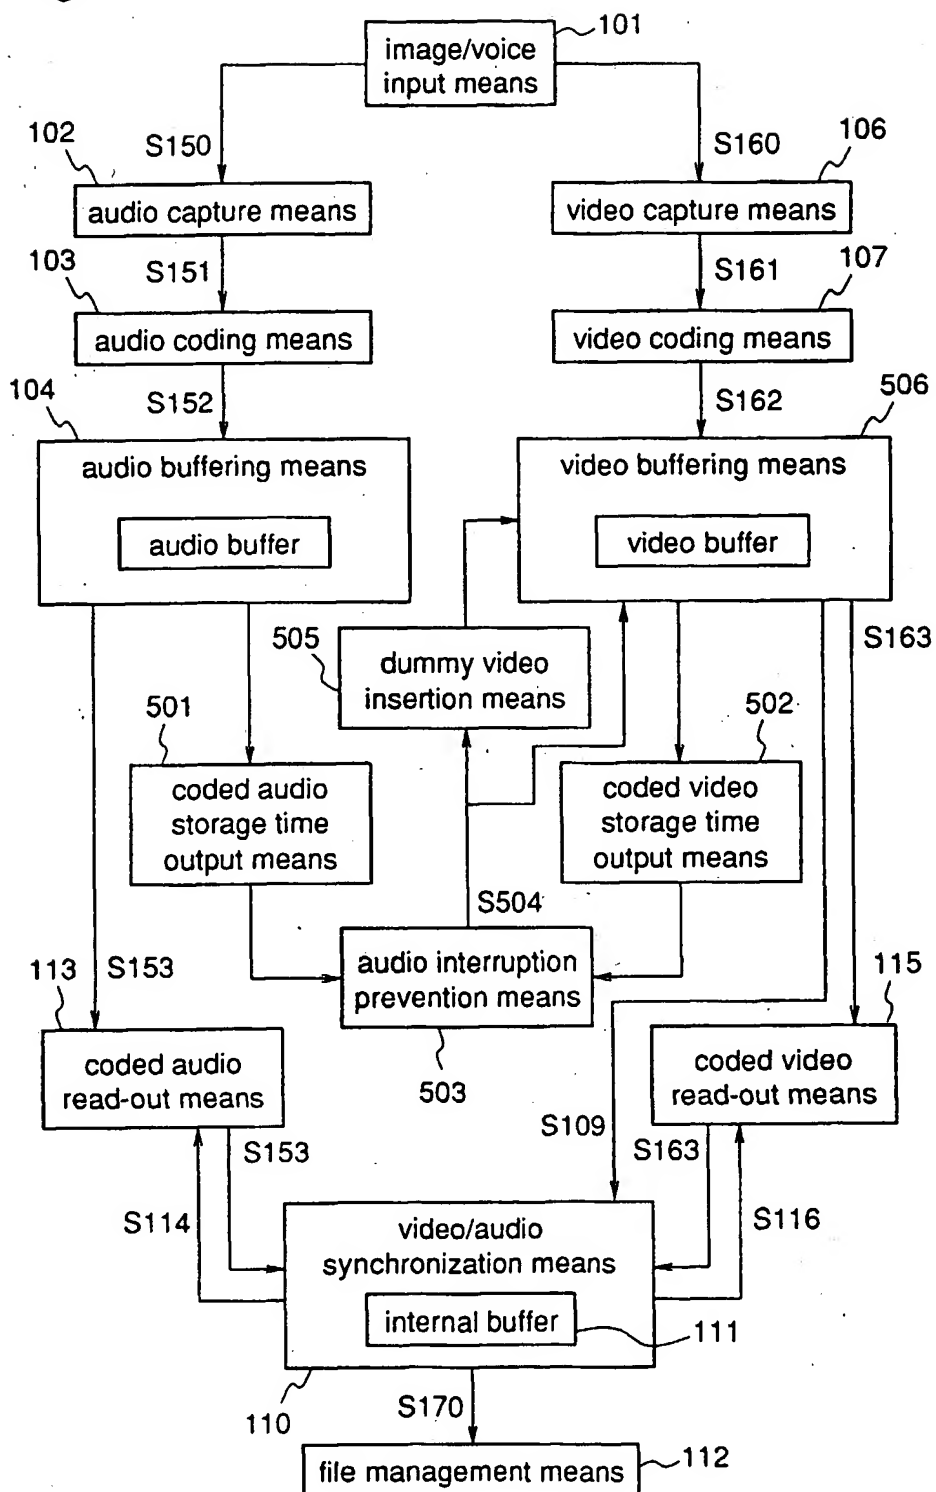 101
image/voice
input means
102
S150
S160
106
audio capture means
video capture means
103
S151
S161
107
audio coding means
video coding means
104
S152
S162
506
audio buffering means
video buffering means
audio buffer
video buffer
505
dummy video
insertion means
S163
501
502
coded audio
storage time
output means
coded video
storage time
output means
S504
113
S153
audio interruption
prevention means
115
coded audio
read-out means
503
coded video
read-out means
S109
S153
S163
S114
S116
video/audio
synchronization means
internal buffer
111
110
S170
file management means
112